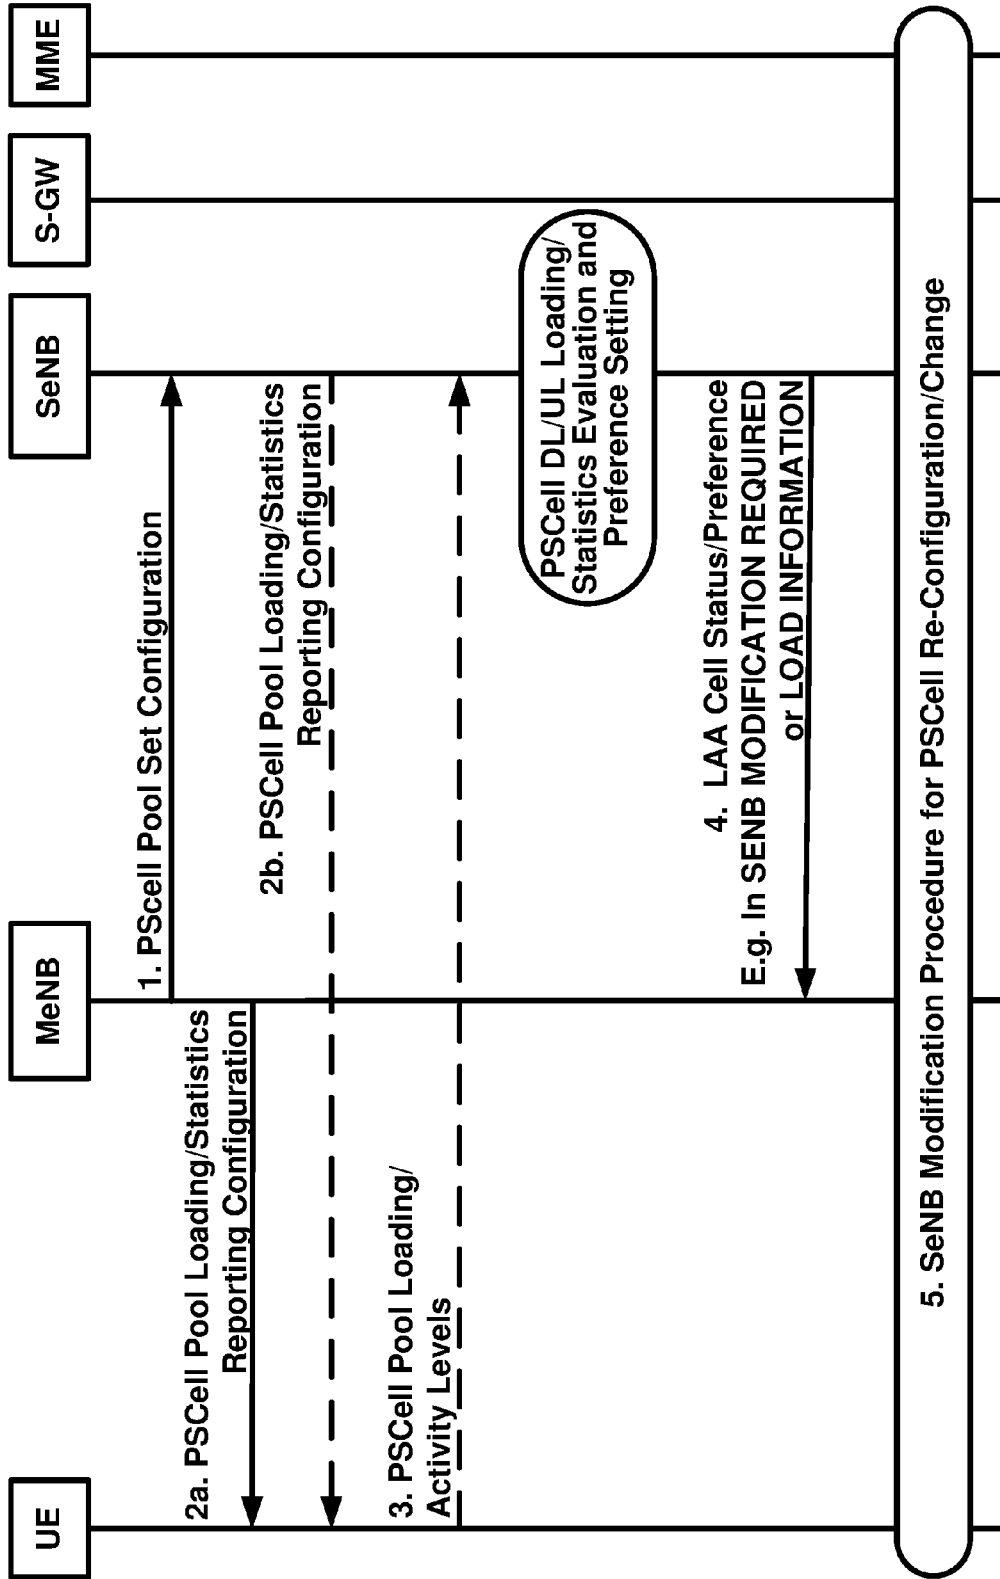 UE
MeNB
SeNB
S-GW
MME
1. PScell Pool Set Configuration
2a. PSCell Pool Loading/Statistics
Reporting Configuration
2b. PSCell Pool Loading/Statistics
Reporting Configuration
3. PSCell Pool Loading/
Activity Levels
PSCell DL/UL Loading/
Statistics Evaluation and
Preference Setting
4. LAA Cell Status/Preference
E.g. In SENB MODIFICATION REQUIRED
or LOAD INFORMATION
5. SeNB Modification Procedure for PSCell Re-Configuration/Change